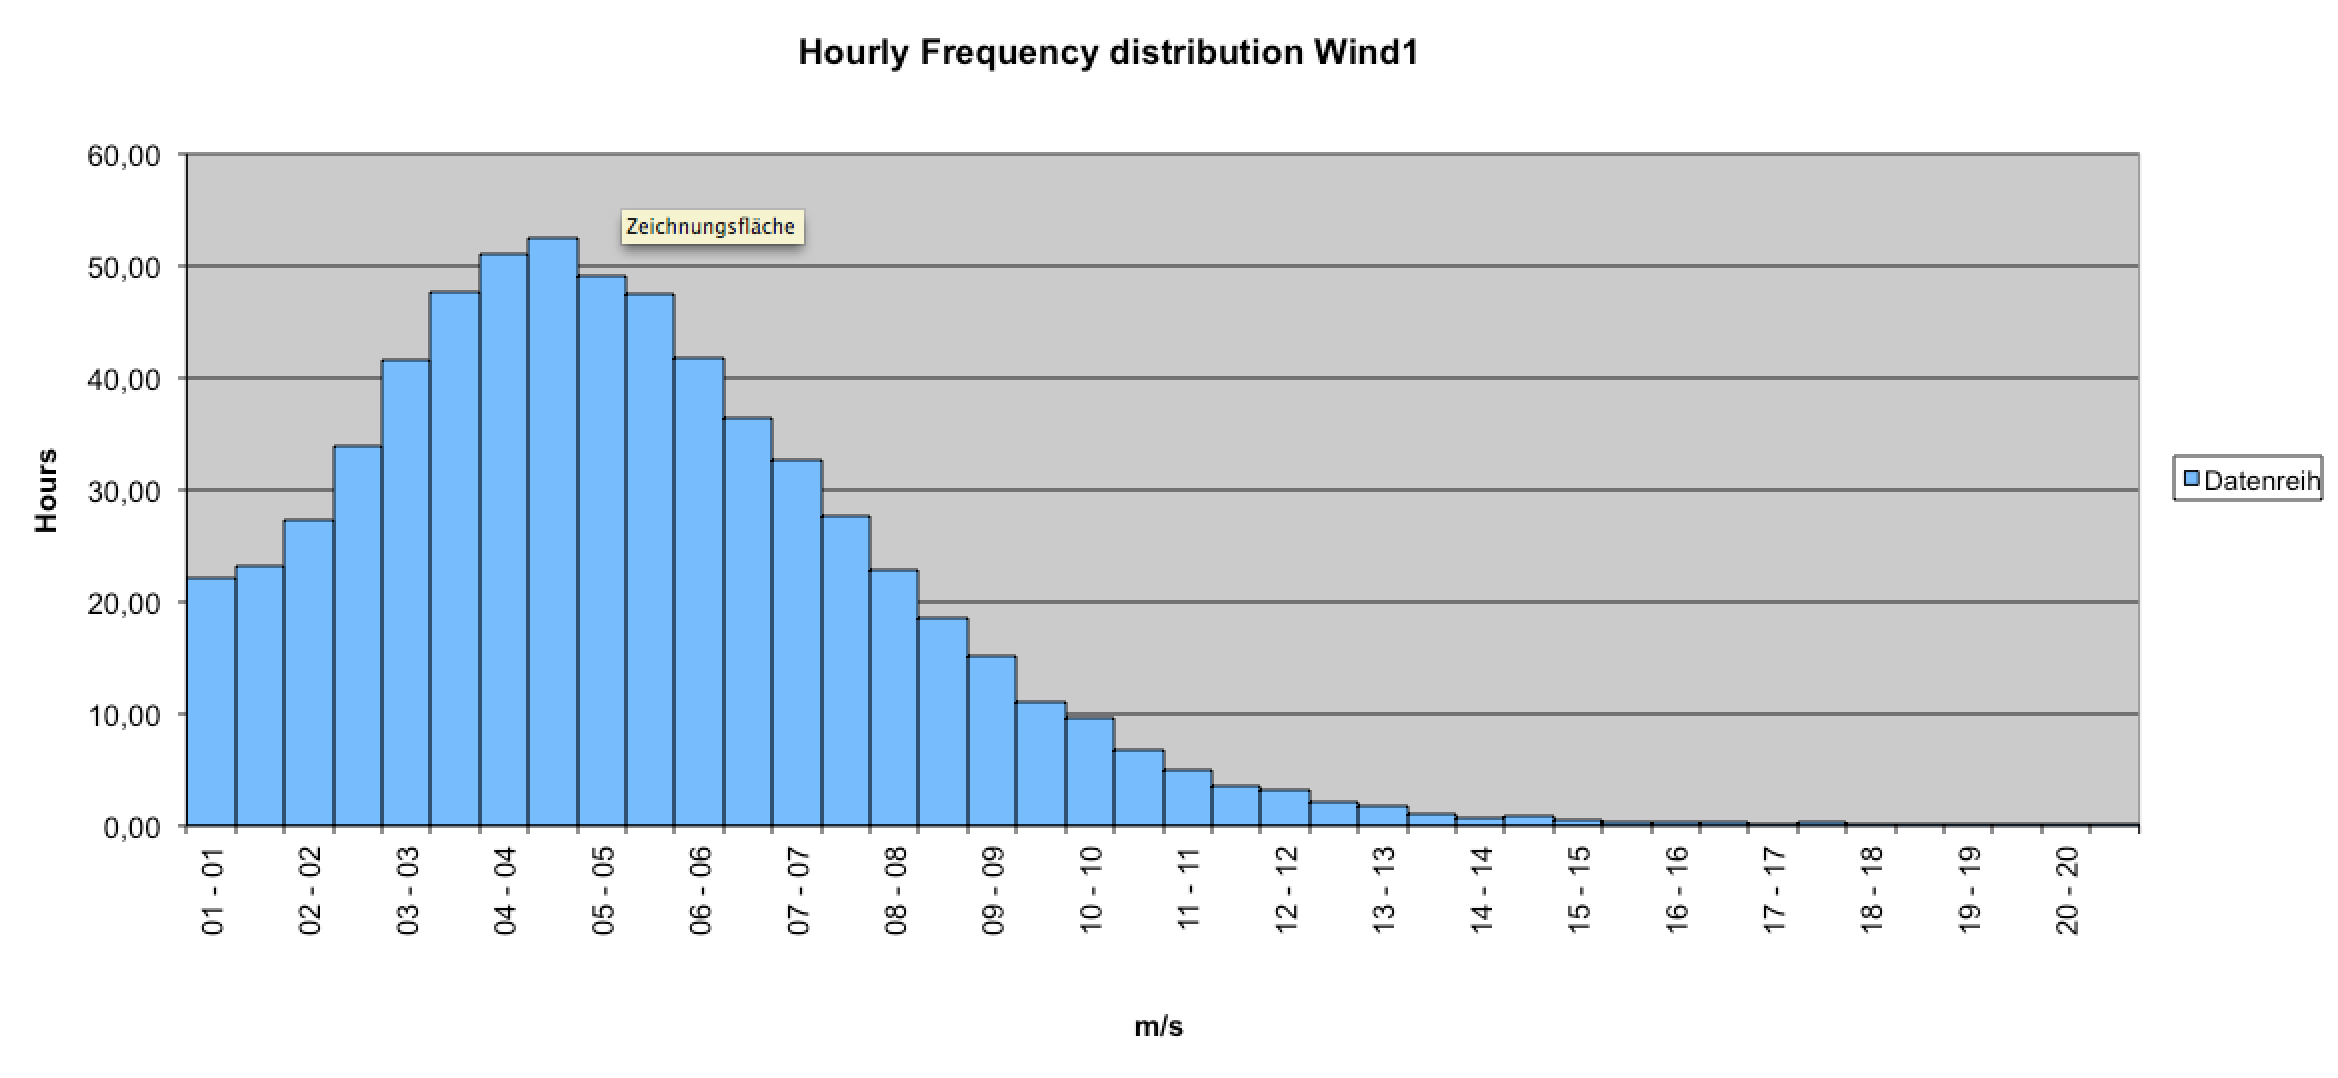 Hourly Frequency distribution Wind1
60,00
50,00
40,00
30,00
20,00
10,00
0,00
Zeichnungsfläche
Hours
Datenreih
01 - 01
02 - 02
03 - 03
04 - 04
05 - 05
06 - 06
07 - 07
08 - 08
09 - 09
10 - 10
11 - 11
12 - 12
13 - 13
14 - 14
15 - 15
16 - 16
17 - 17
18 - 18
19 - 19
20 - 20
m/s